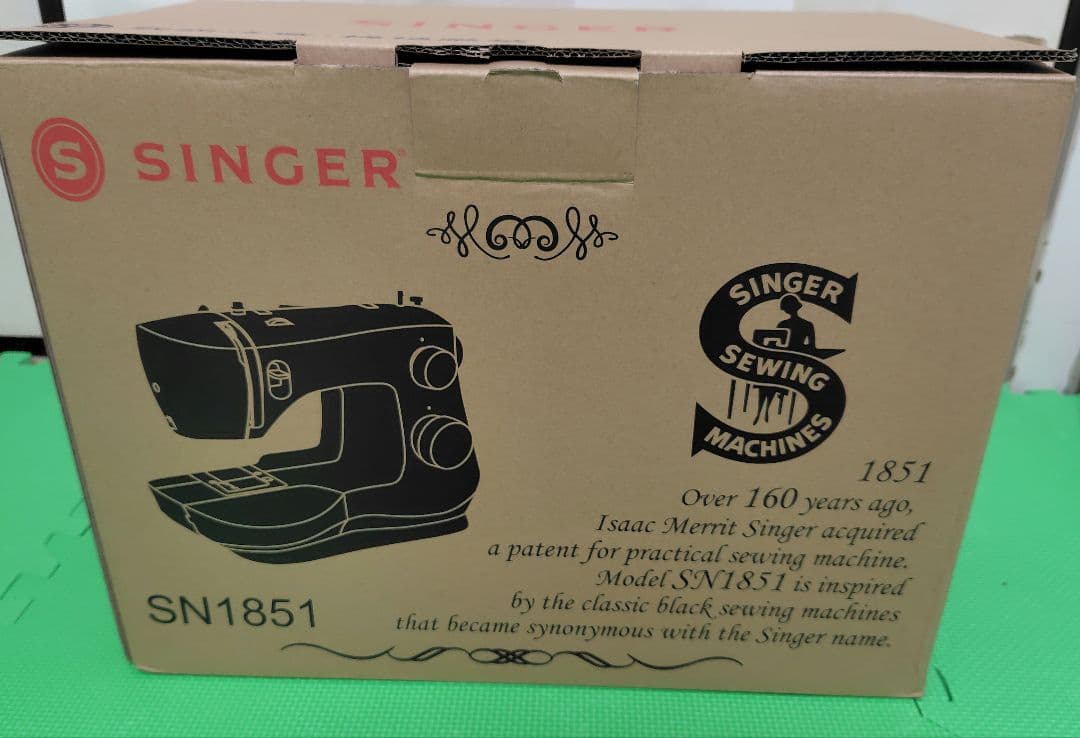 SINGER
S SINGER
SINGER
SEWING
MACHINES
1851
Over 160 years ago,
Isaac Merrit Singer acquired
a patent for practical sewing machine.
Model SN1851 is inspired
by the classic black sewing machines
that became synonymous with the Singer name.
SN1851